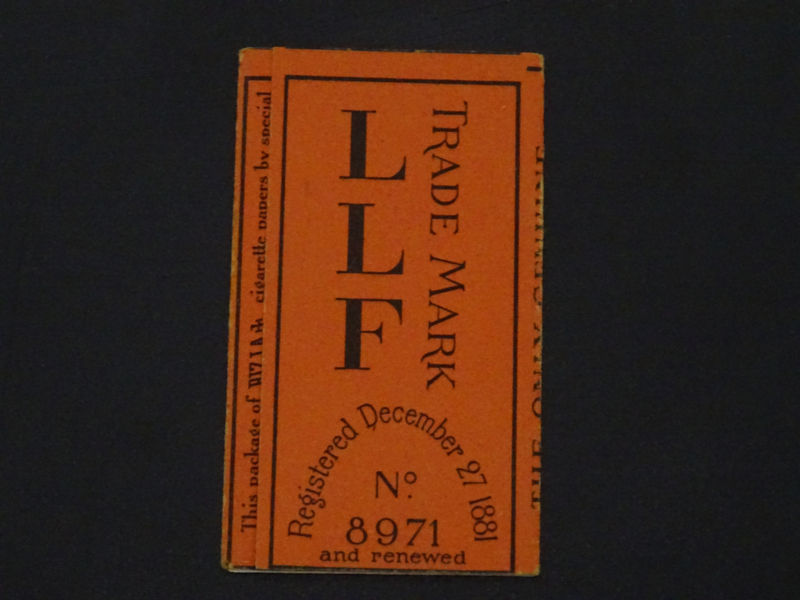 TRADE MARK
L
L
F
Registered December 27 1881
No.
8971
and renewed
This package of cigarette papers by special
THE ONLY GENUINE